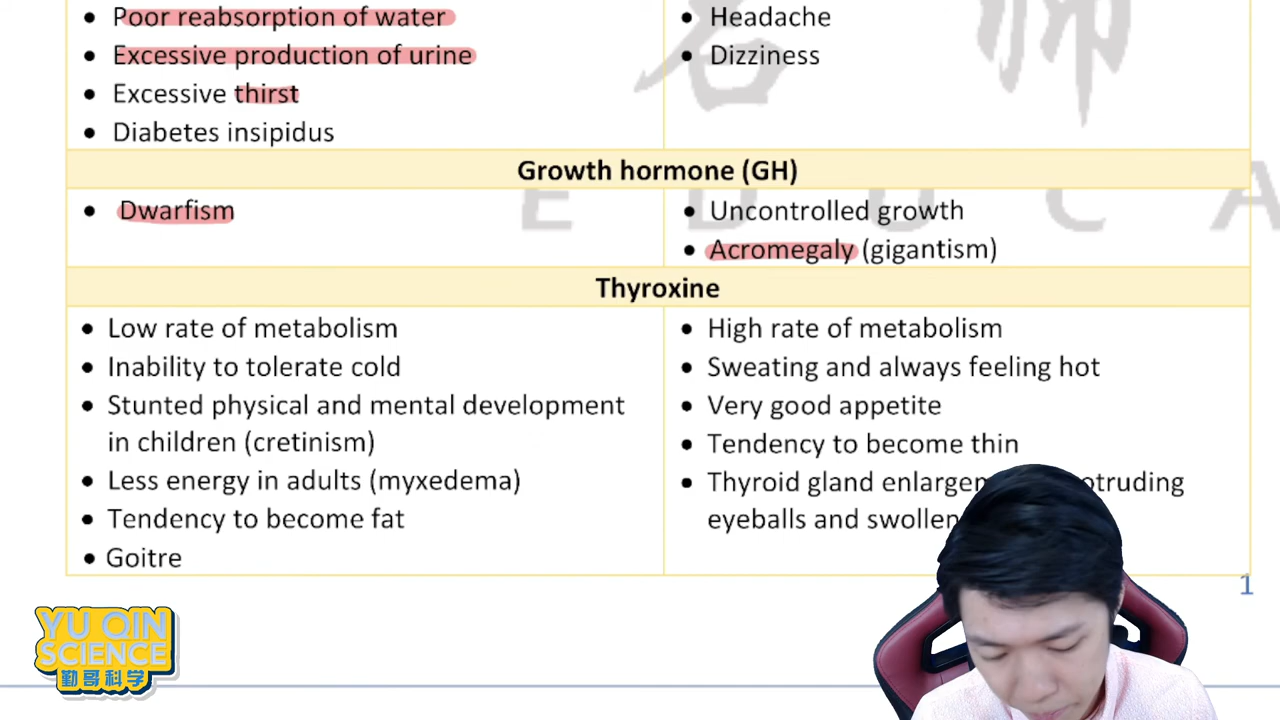 • Poor reabsorption of water
• Excessive production of urine
• Excessive thirst
• Diabetes insipidus
• Headache
• Dizziness
Growth hormone (GH)
• Dwarfism
• Uncontrolled growth
• Acromegaly (gigantism)
Thyroxine
• Low rate of metabolism
• Inability to tolerate cold
• Stunted physical and mental development
in children (cretinism)
• Less energy in adults (myxedema)
• Tendency to become fat
• Goitre
• High rate of metabolism
• Sweating and always feeling hot
• Very good appetite
• Tendency to become thin
• Thyroid gland
eyeballs and swollen
名 师
E D U C A
1
YU QIN
SCIENCE
勤哥科学